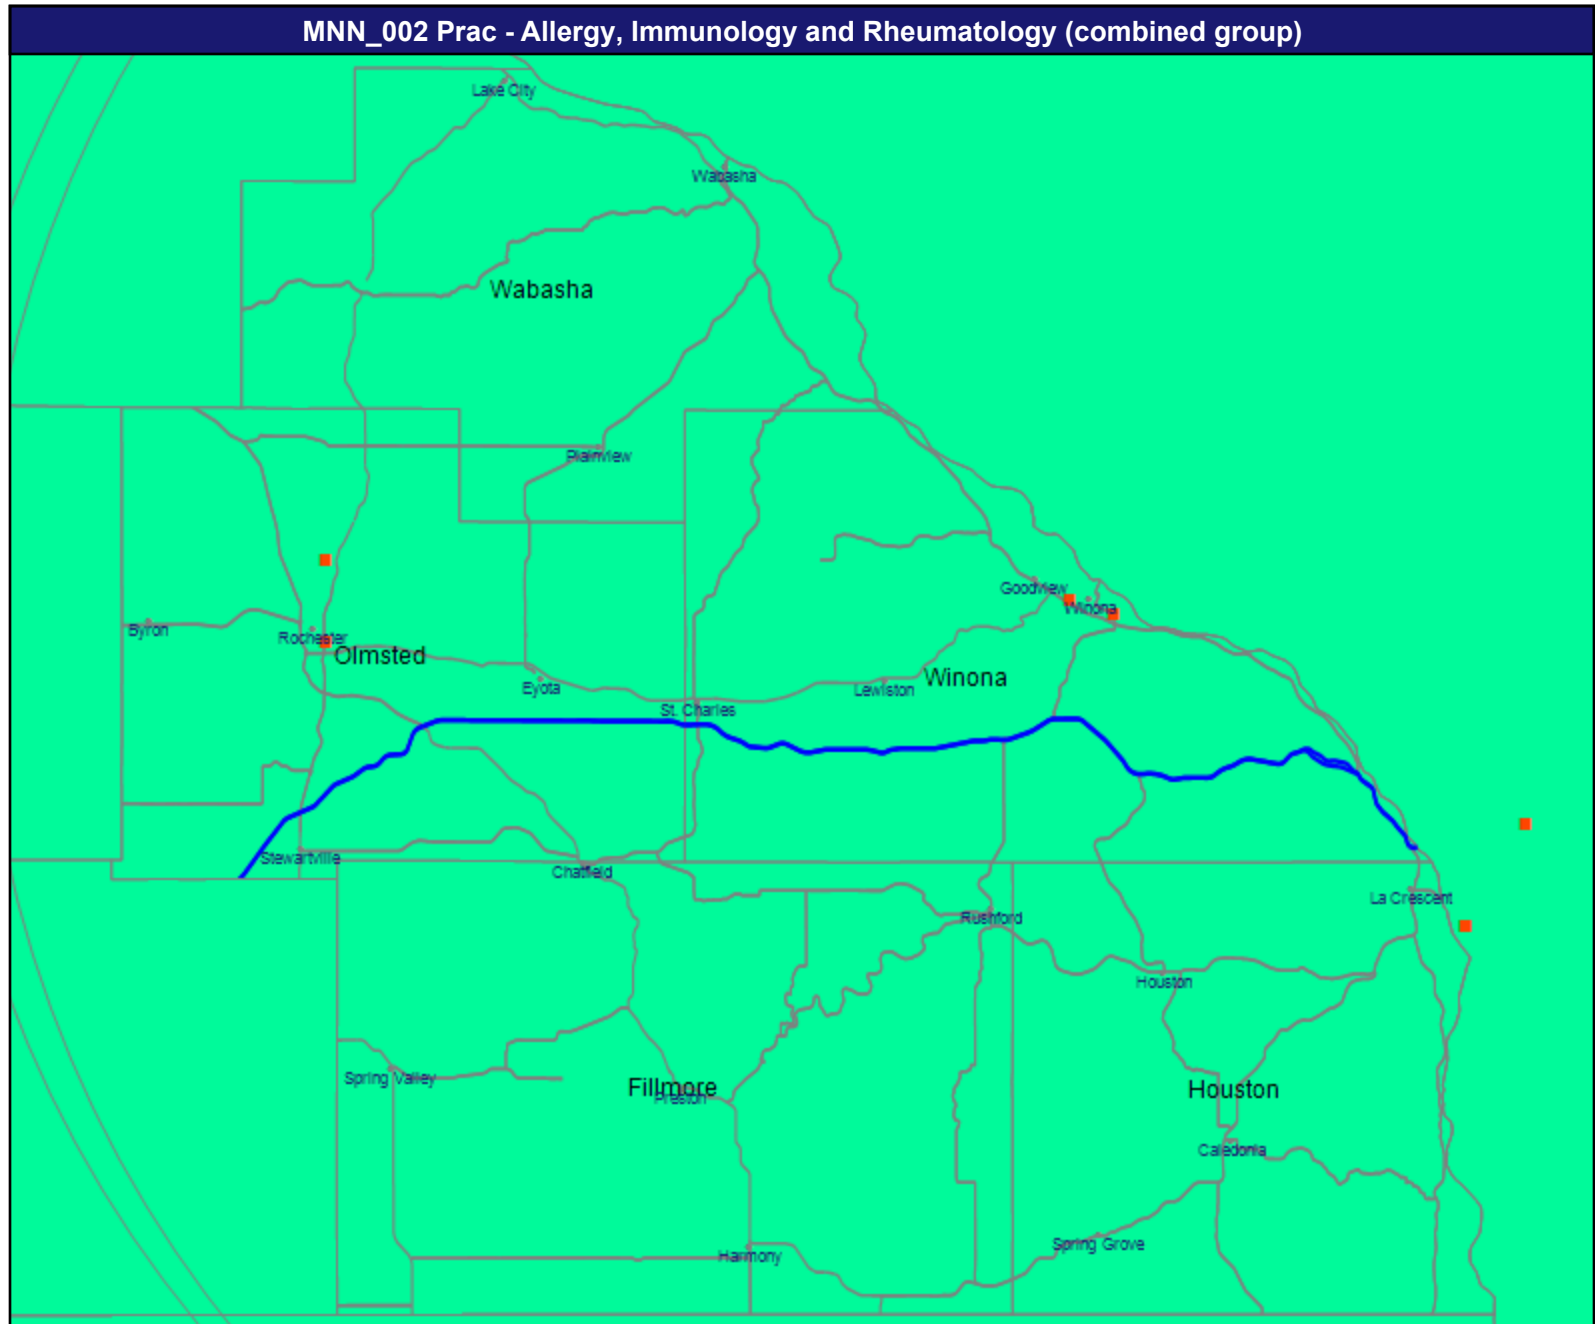 MNN_002 Prac - Allergy, Immunology and Rheumatology (combined group)
Lake City
Wabasha
Wabasha
Plainview
Goodview
Winona
Byron
Rochester
Olmsted
Eyota
Lewiston
Winona
St. Charles
Stewartville
Chatfield
La Crescent
Rushford
Houston
Spring Valley
Fillmore
Preston
Houston
Caledonia
Spring Grove
Harmony